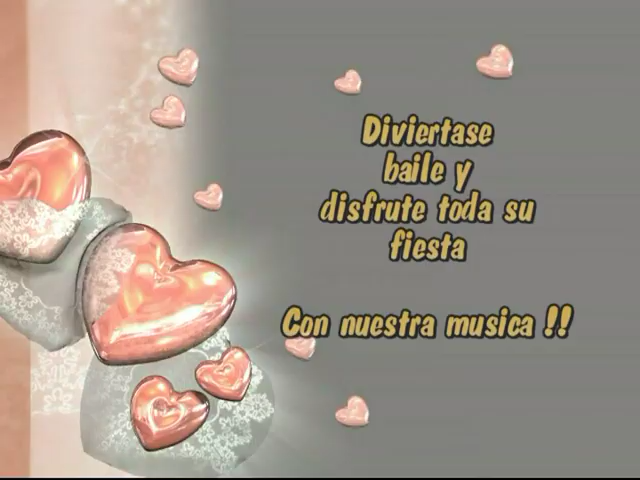 Diviertase
baile y
disfrute toda su
fiesta
Con nuestra musica !!